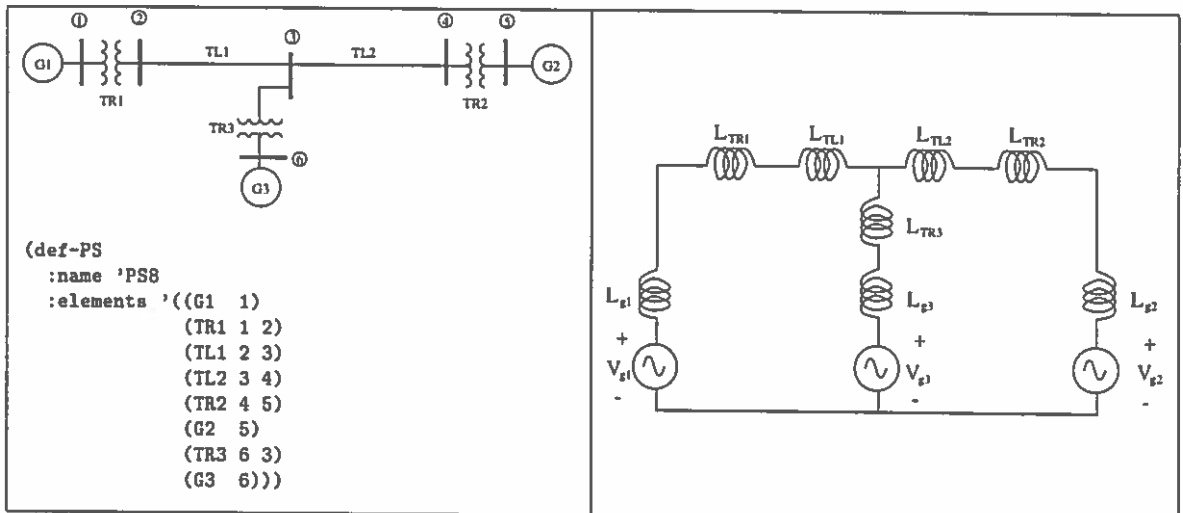 ① ② ③ ④ ⑤
G1 TL1 TL2 G2
TR1 TR2
TR3
⑥
G3
(def-PS
:name 'PS8
:elements '((G1 1)
(TR1 1 2)
(TL1 2 3)
(TL2 3 4)
(TR2 4 5)
(G2 5)
(TR3 6 3)
(G3 6)))
L_TR1 L_TL1 L_TL2 L_TR2
L_TR3
L_g1 L_g3 L_g2
+ + +
V_g1 V_g3 V_g2
- - -